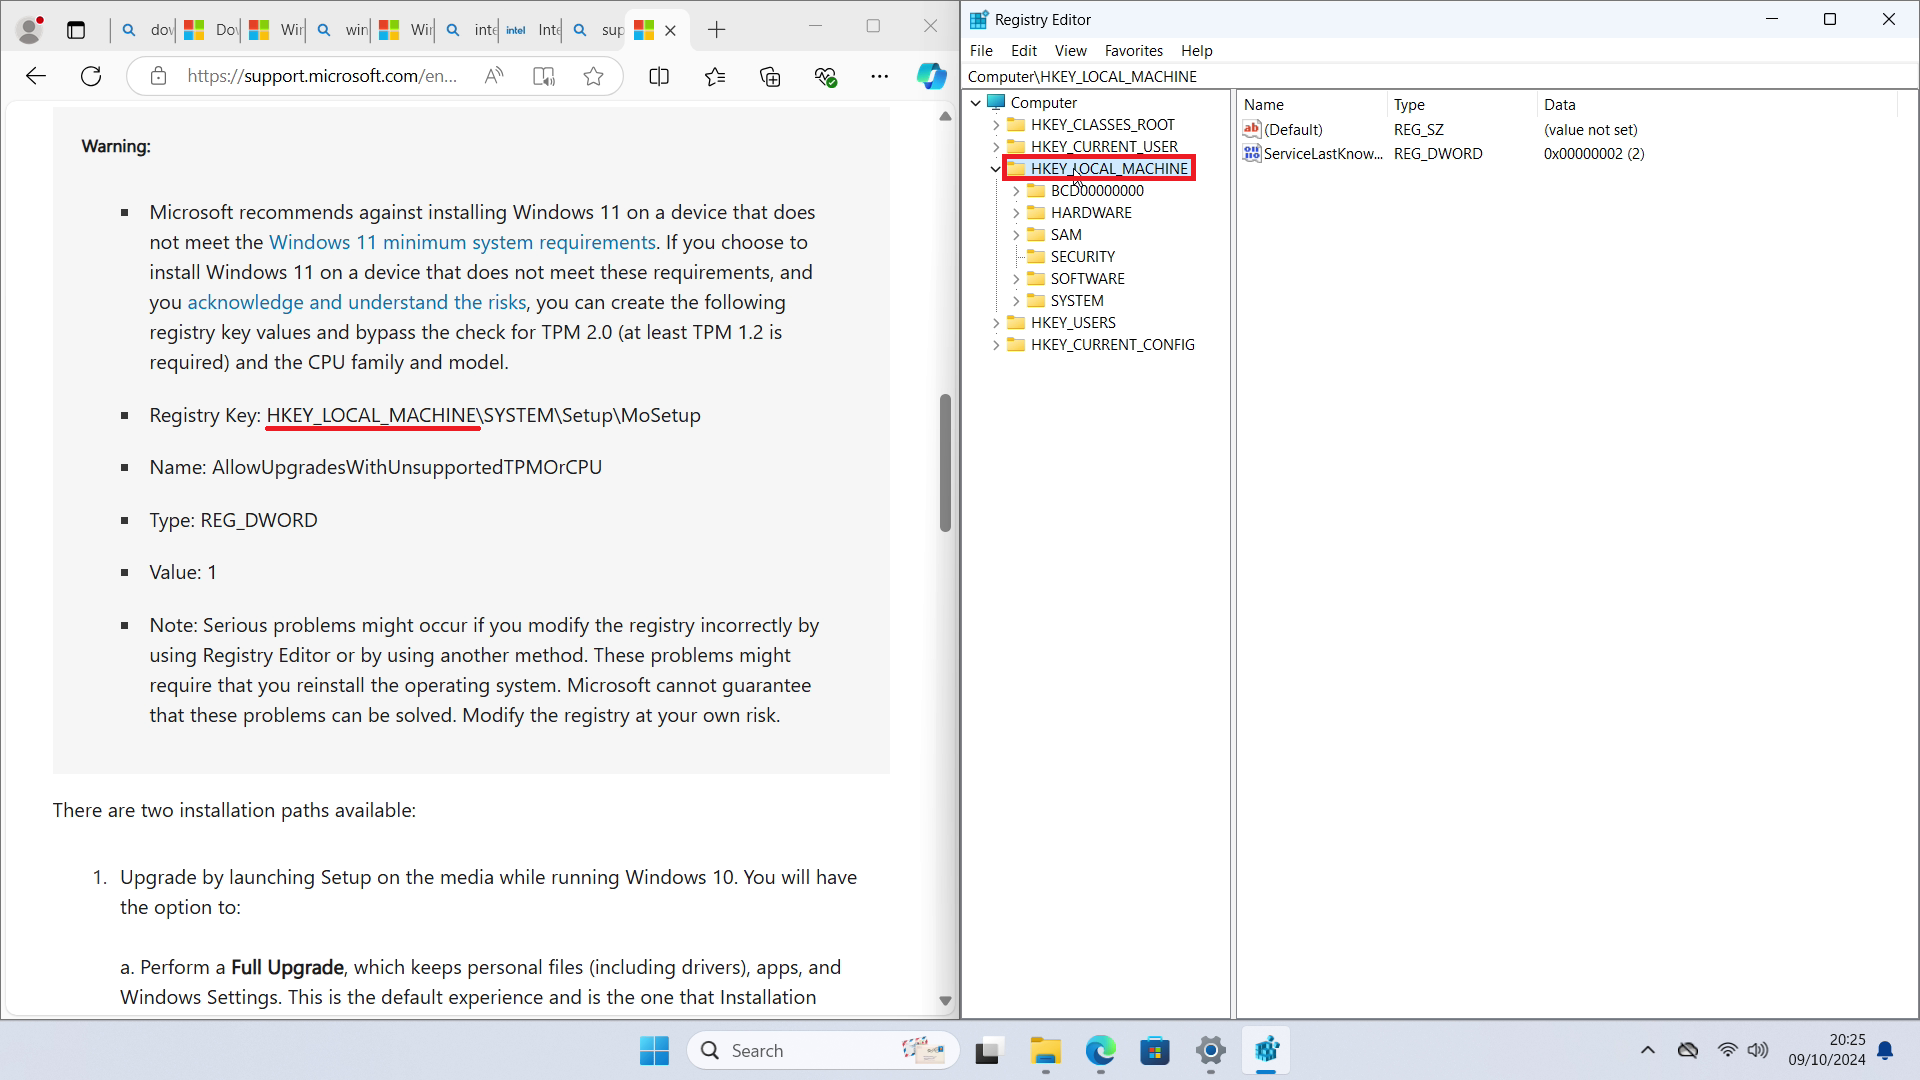 dov
Dov
Wir
win
Wir
inte
intel
Inte
sup
https://support.microsoft.com/en...
Warning:
Microsoft recommends against installing Windows 11 on a device that does
not meet the Windows 11 minimum system requirements. If you choose to
install Windows 11 on a device that does not meet these requirements, and
you acknowledge and understand the risks, you can create the following
registry key values and bypass the check for TPM 2.0 (at least TPM 1.2 is
required) and the CPU family and model.
Registry Key: HKEY_LOCAL_MACHINE\SYSTEM\Setup\MoSetup
Name: AllowUpgradesWithUnsupportedTPMOrCPU
Type: REG_DWORD
Value: 1
Note: Serious problems might occur if you modify the registry incorrectly by
using Registry Editor or by using another method. These problems might
require that you reinstall the operating system. Microsoft cannot guarantee
that these problems can be solved. Modify the registry at your own risk.
There are two installation paths available:
1. Upgrade by launching Setup on the media while running Windows 10. You will have
the option to:
a. Perform a Full Upgrade, which keeps personal files (including drivers), apps, and
Windows Settings. This is the default experience and is the one that Installation
Registry Editor
File Edit View Favorites Help
Computer\HKEY_LOCAL_MACHINE
Computer
HKEY_CLASSES_ROOT
HKEY_CURRENT_USER
HKEY_LOCAL_MACHINE
BCD00000000
HARDWARE
SAM
SECURITY
SOFTWARE
SYSTEM
HKEY_USERS
HKEY_CURRENT_CONFIG
Name Type Data
(Default) REG_SZ (value not set)
ServiceLastKnow... REG_DWORD 0x00000002 (2)
Search
20:25
09/10/2024